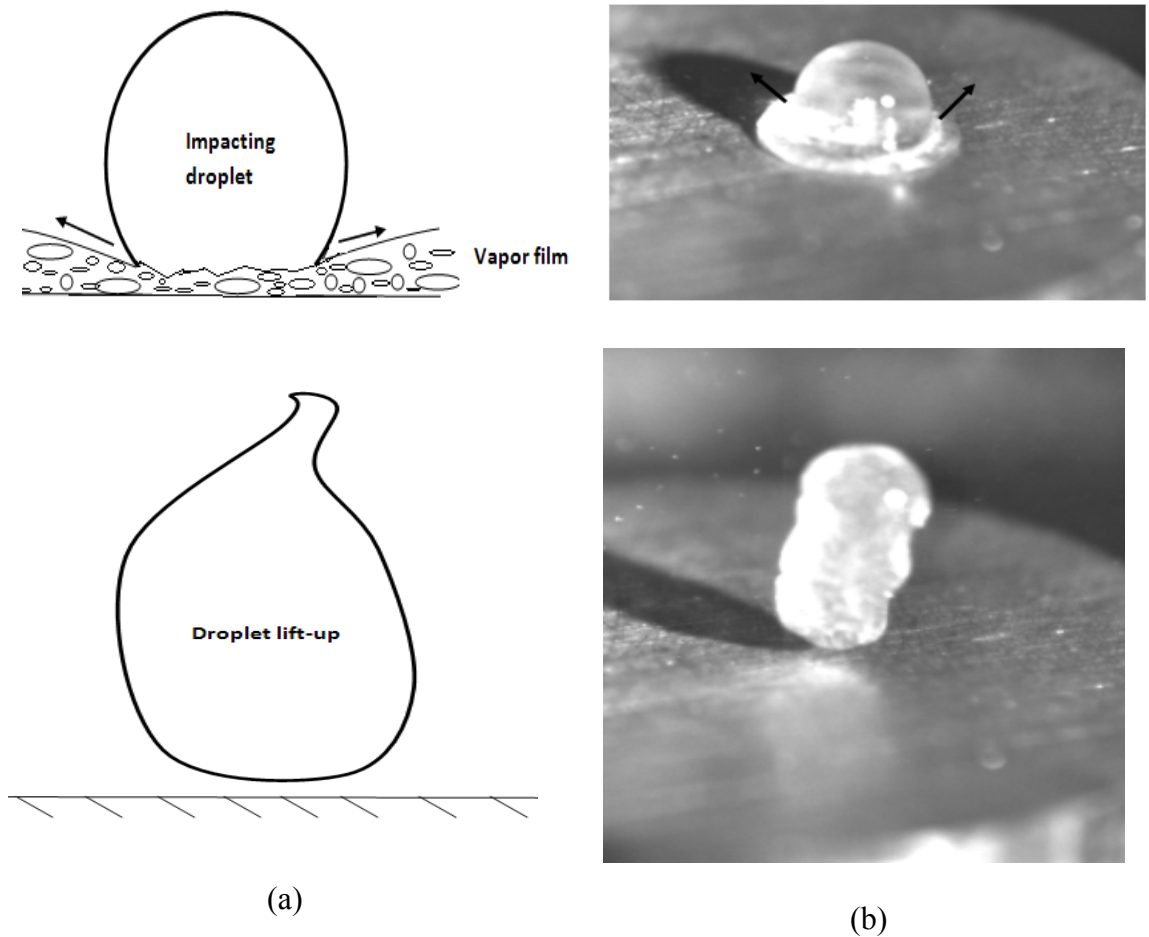 Impacting
droplet
Vapor film
Droplet lift-up
(a)
(b)